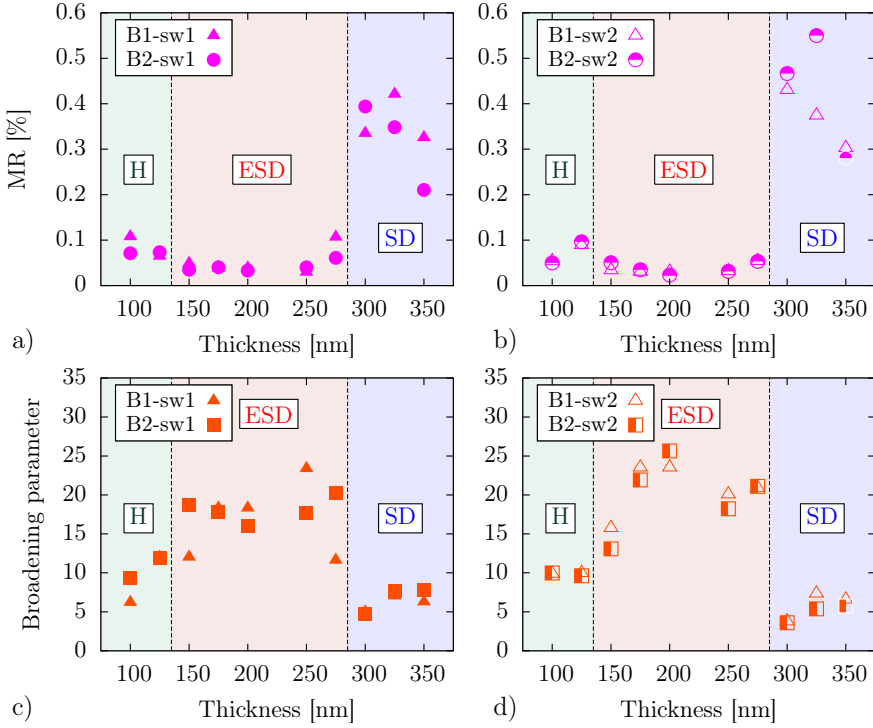 0.6
0.5
0.4
0.3
0.2
0.1
0
MR [%]
B1-sw1
B2-sw1
H
ESD
SD
100 150 200 250 300 350
a)
Thickness [nm]
0.6
0.5
0.4
0.3
0.2
0.1
0
B1-sw2
B2-sw2
H
ESD
SD
100 150 200 250 300 350
b)
Thickness [nm]
35
30
25
20
15
10
5
0
Broadening parameter
B1-sw1
B2-sw1
ESD
H
SD
100 150 200 250 300 350
c)
Thickness [nm]
35
30
25
20
15
10
5
0
B1-sw2
B2-sw2
ESD
H
SD
100 150 200 250 300 350
d)
Thickness [nm]